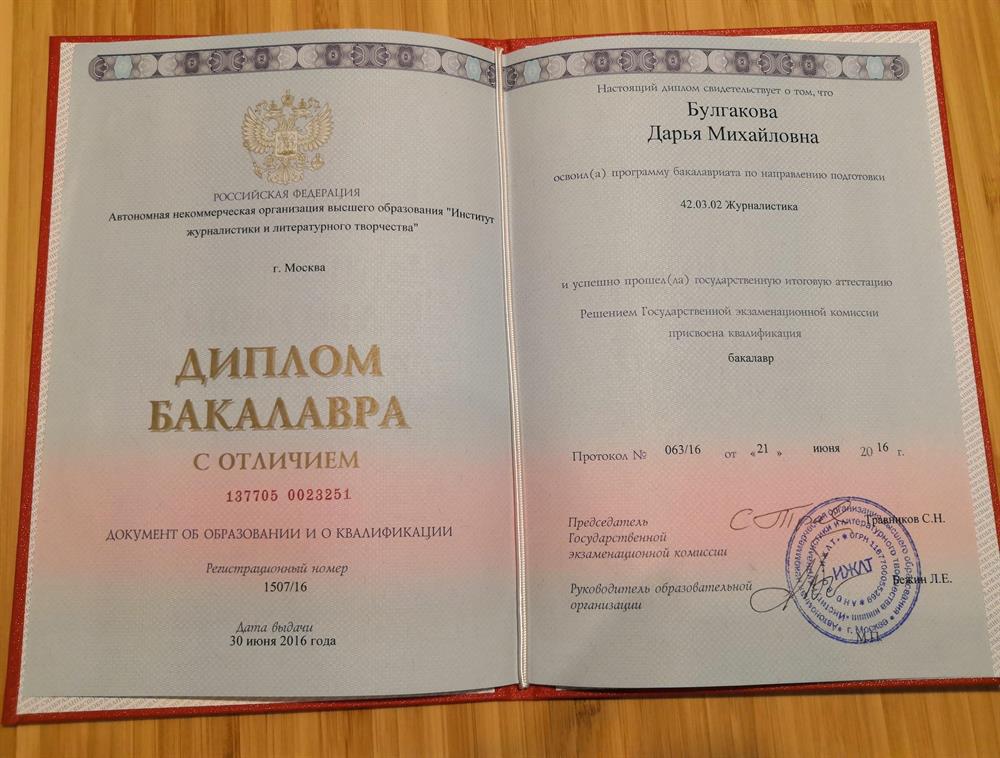 РОССИЙСКАЯ ФЕДЕРАЦИЯ
Автономная некоммерческая организация высшего образования "Институт
журналистики и литературного творчества"
г. Москва
ДИПЛОМ
БАКАЛАВРА
С ОТЛИЧИЕМ
137705 0023251
ДОКУМЕНТ ОБ ОБРАЗОВАНИИ И О КВАЛИФИКАЦИИ
Регистрационный номер
1507/16
Дата выдачи
30 июня 2016 года
Настоящий диплом свидетельствует о том, что
Булгакова
Дарья Михайловна
освоил(а) программу бакалавриата по направлению подготовки
42.03.02 Журналистика
и успешно прошел(ла) государственную итоговую аттестацию
Решением Государственной экзаменационной комиссии
присвоена квалификация
бакалавр
Протокол № 063/16 от «21» июня 2016 г.
Председатель
Государственной
экзаменационной комиссии
Травников С.Н.
Руководитель образовательной
организации
Бежин Л.Е.
М.П.
ИЖЛТ
г. Москва